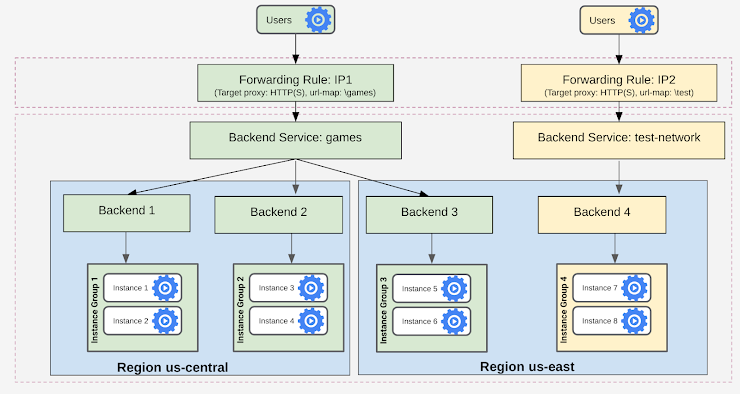 Users
Users
Forwarding Rule: IP1
(Target proxy: HTTP(S), url-map: \games)
Forwarding Rule: IP2
(Target proxy: HTTP(S), url-map: \test)
Backend Service: games
Backend Service: test-network
Backend 1
Backend 2
Backend 3
Backend 4
Instance Group 1
Instance 1
Instance 2
Instance Group 2
Instance 3
Instance 4
Instance Group 3
Instance 5
Instance 6
Instance Group 4
Instance 7
Instance 8
Region us-central
Region us-east